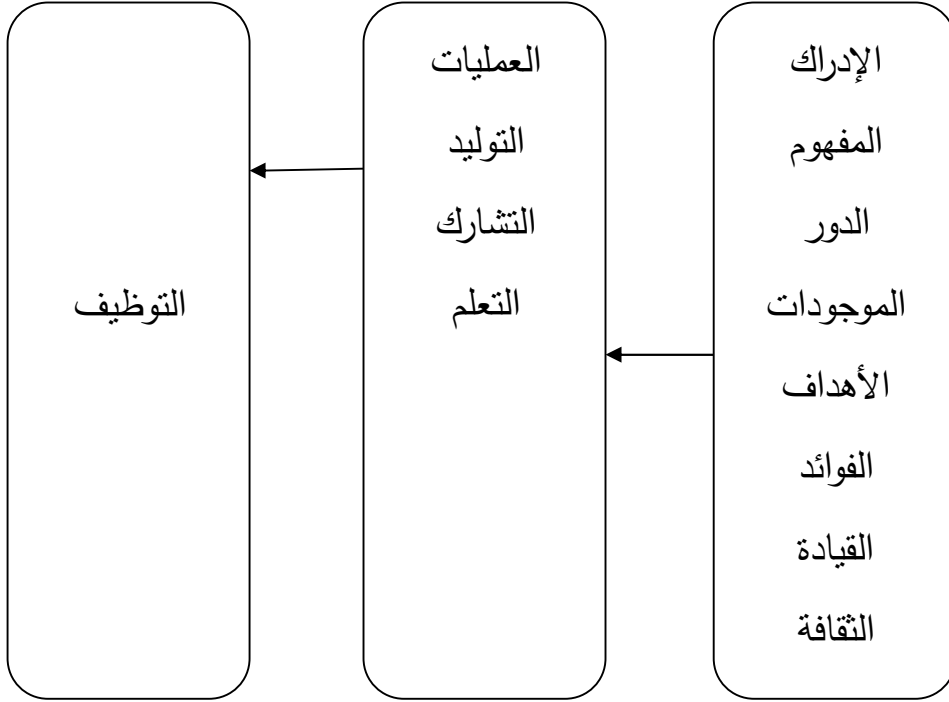 الإدراك
المفهوم
الدور
الموجودات
الأهداف
الفوائد
القيادة
الثقافة
العمليات
التوليد
التشارك
التعلم
التوظيف